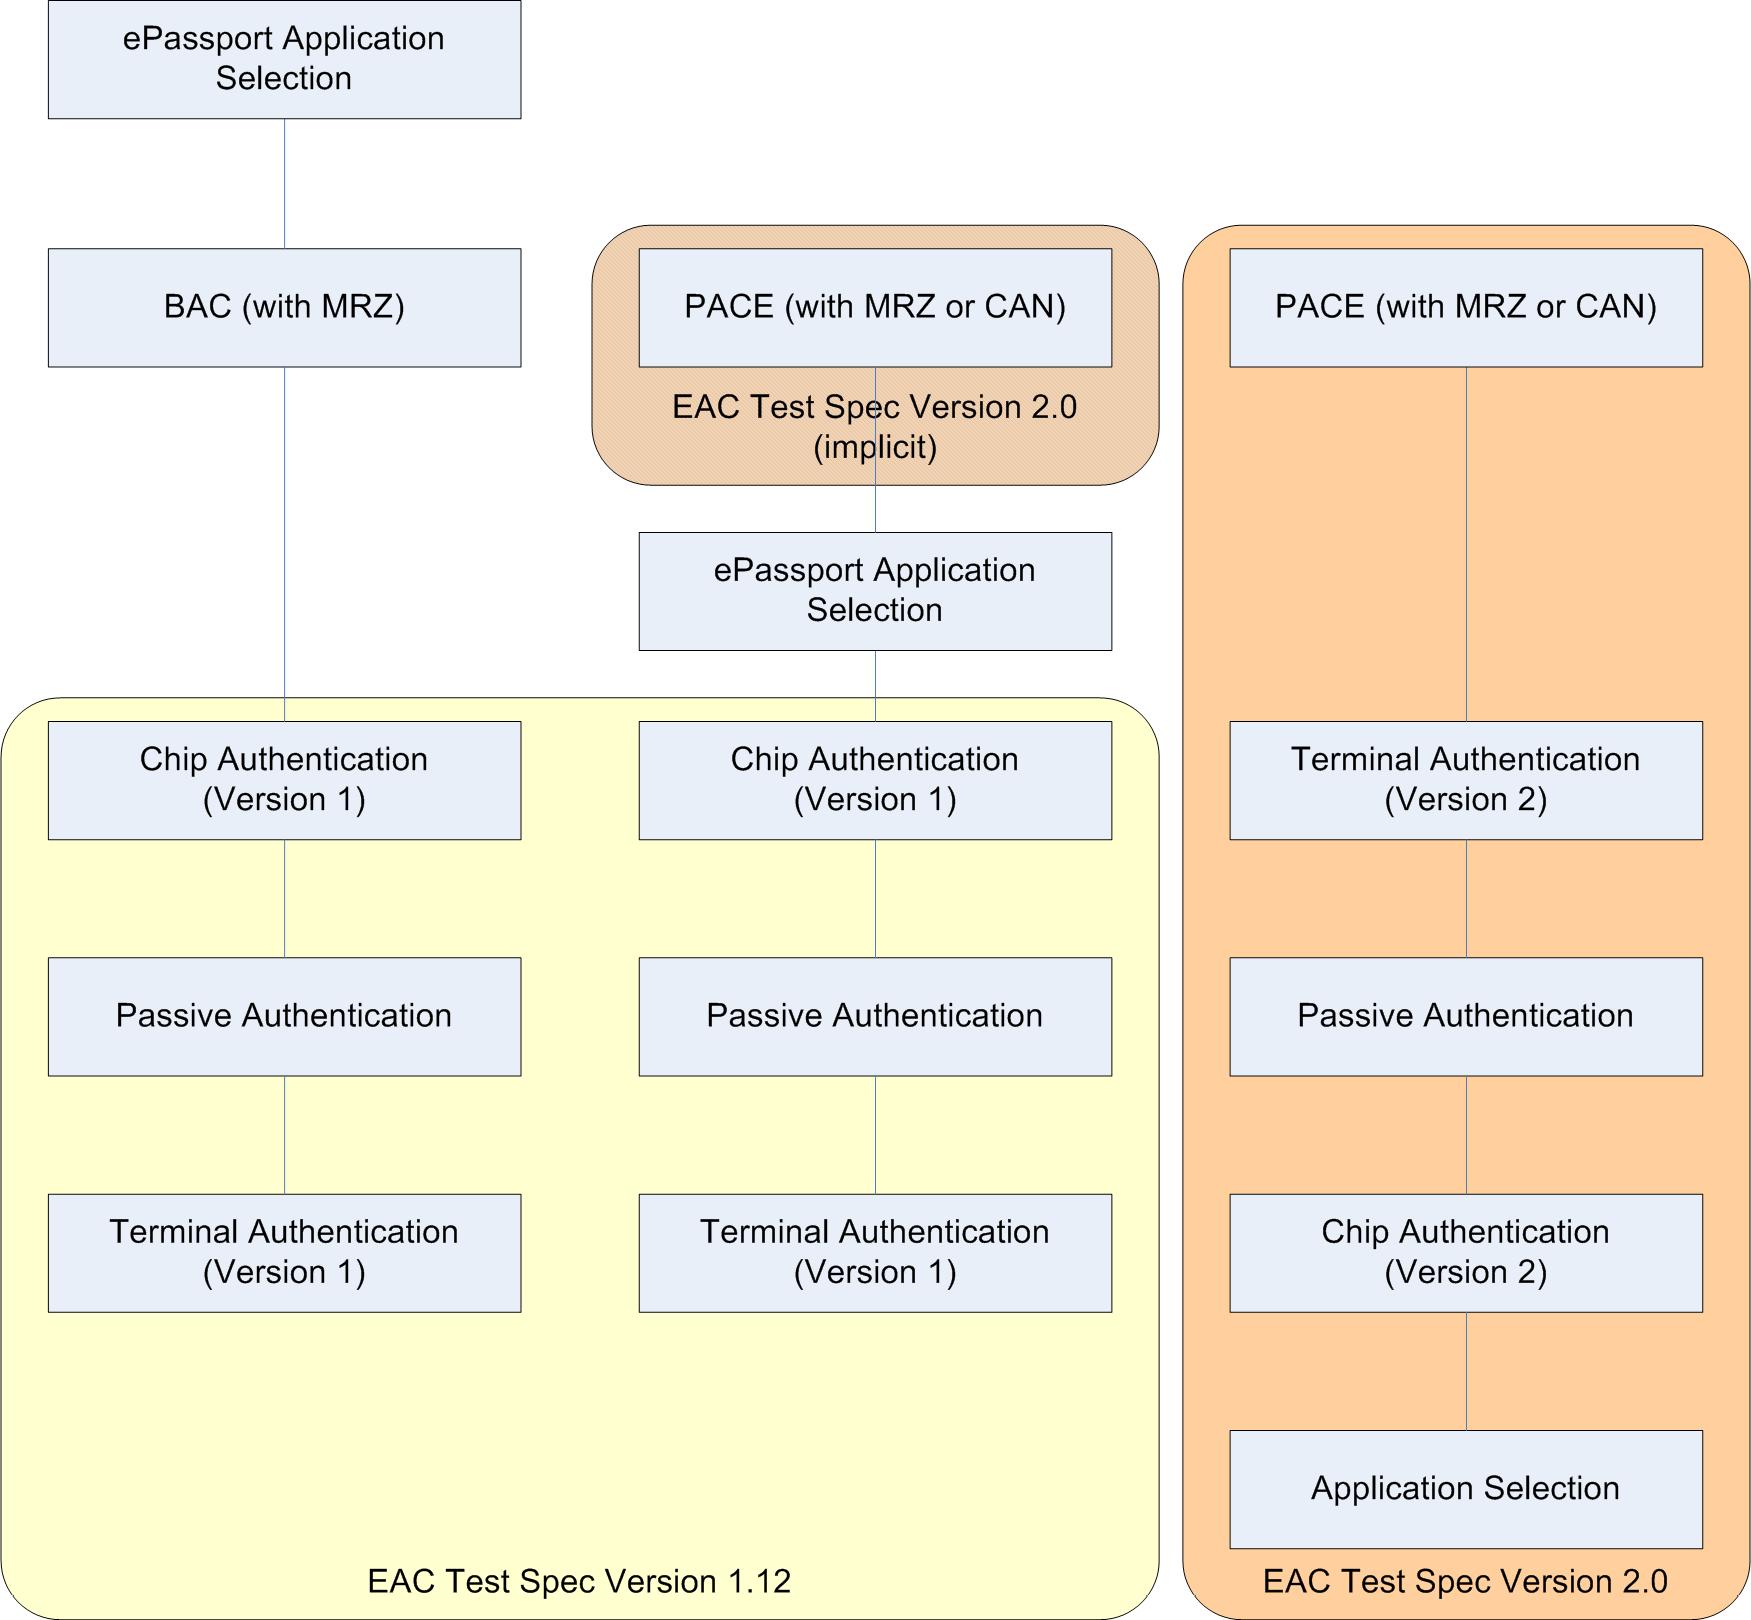 ePassport Application
Selection
BAC (with MRZ)
PACE (with MRZ or CAN)
PACE (with MRZ or CAN)
EAC Test Spec Version 2.0
(implicit)
ePassport Application
Selection
Chip Authentication
(Version 1)
Chip Authentication
(Version 1)
Terminal Authentication
(Version 2)
Passive Authentication
Passive Authentication
Passive Authentication
Terminal Authentication
(Version 1)
Terminal Authentication
(Version 1)
Chip Authentication
(Version 2)
Application Selection
EAC Test Spec Version 1.12
EAC Test Spec Version 2.0